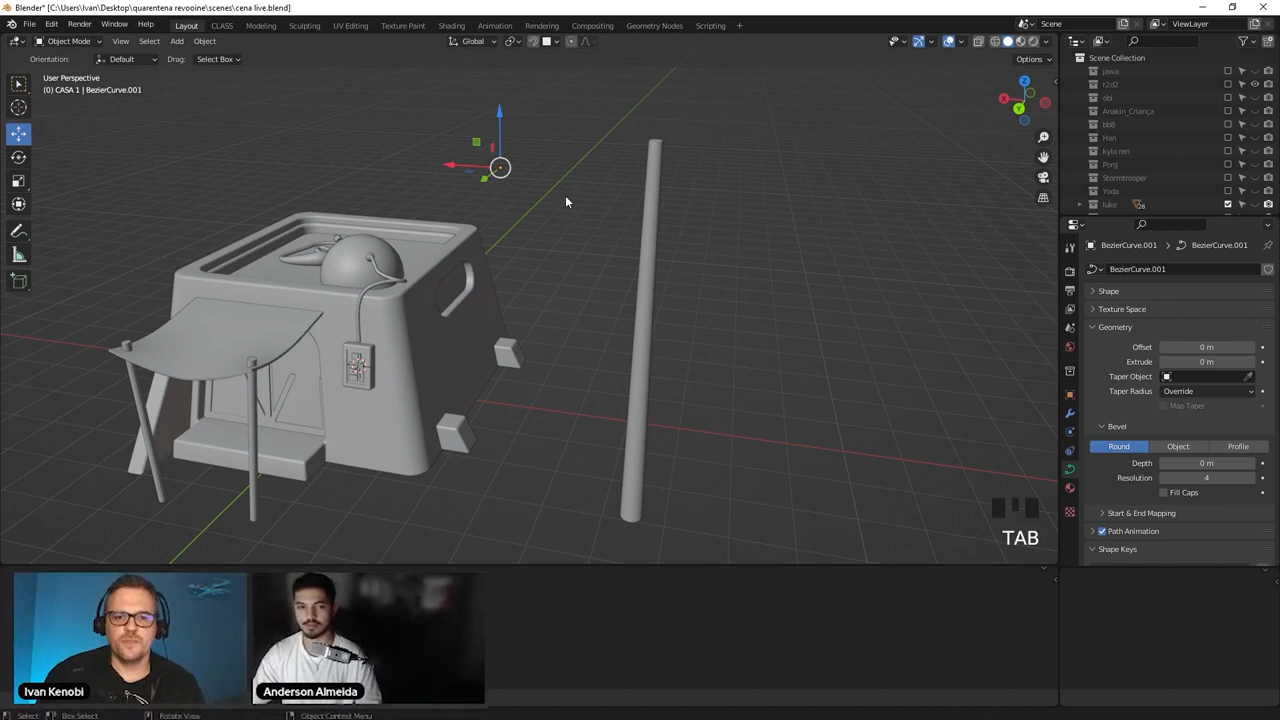 Blender* [C:\Users\Ivan\Desktop\quarentena revooine\scenes\cena live.blend]
File Edit Render Window Help Layout CLASS Modeling Sculpting UV Editing Texture Paint Shading Animation Rendering Compositing Geometry Nodes Scripting + Scene ViewLayer
Object Mode View Select Add Object Global
Orientation: Default Drag: Select Box Options
User Perspective
(0) CASA 1 | BezierCurve.001
Z
X
Y
Scene Collection
jawa
r2d2
obi
Anakin_Criança
bb8
Han
kylo ren
Porg
Stormtrooper
Yoda
luke 28
BezierCurve.001 > BezierCurve.001
BezierCurve.001
Shape
Texture Space
Geometry
Offset 0 m
Extrude 0 m
Taper Object
Taper Radius Override
Map Taper
Bevel
Round Object Profile
Depth 0 m
Resolution 4
Fill Caps
Start & End Mapping
Path Animation
Shape Keys
TAB
Ivan Kenobi
Anderson Almeida
Select Box Select Rotate View Object Context Menu